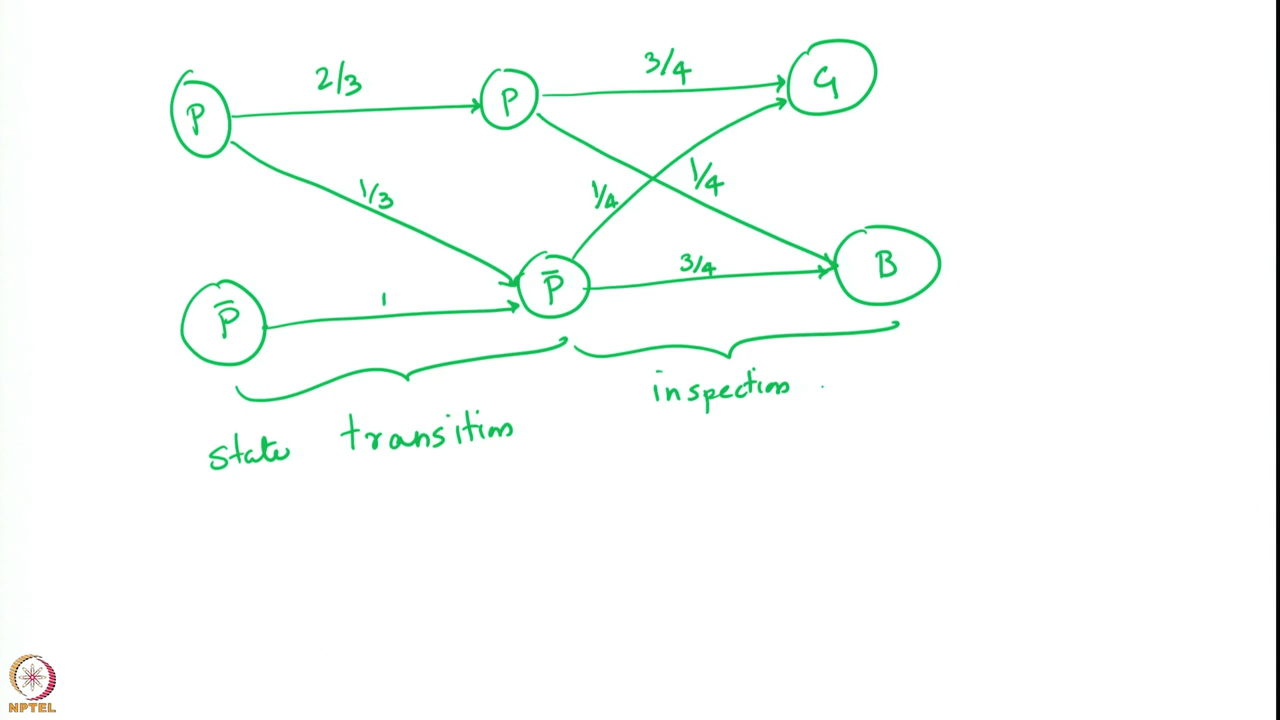 2/3
3/4
P
P
G
1/3
1/4
1/4
P̄
1
P̄
3/4
B
state transition
inspection
NPTEL